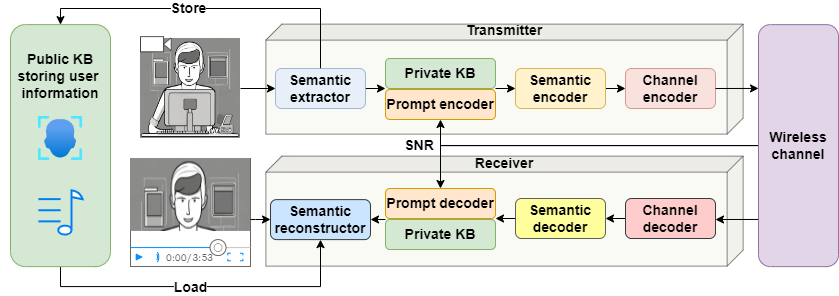 Store
Transmitter
Public KB
storing user
information
Semantic
extractor
Private KB
Prompt encoder
Semantic
encoder
Channel
encoder
SNR
Wireless
channel
Receiver
Semantic
reconstructor
Prompt decoder
Private KB
Semantic
decoder
Channel
decoder
0:00/3:53
Load